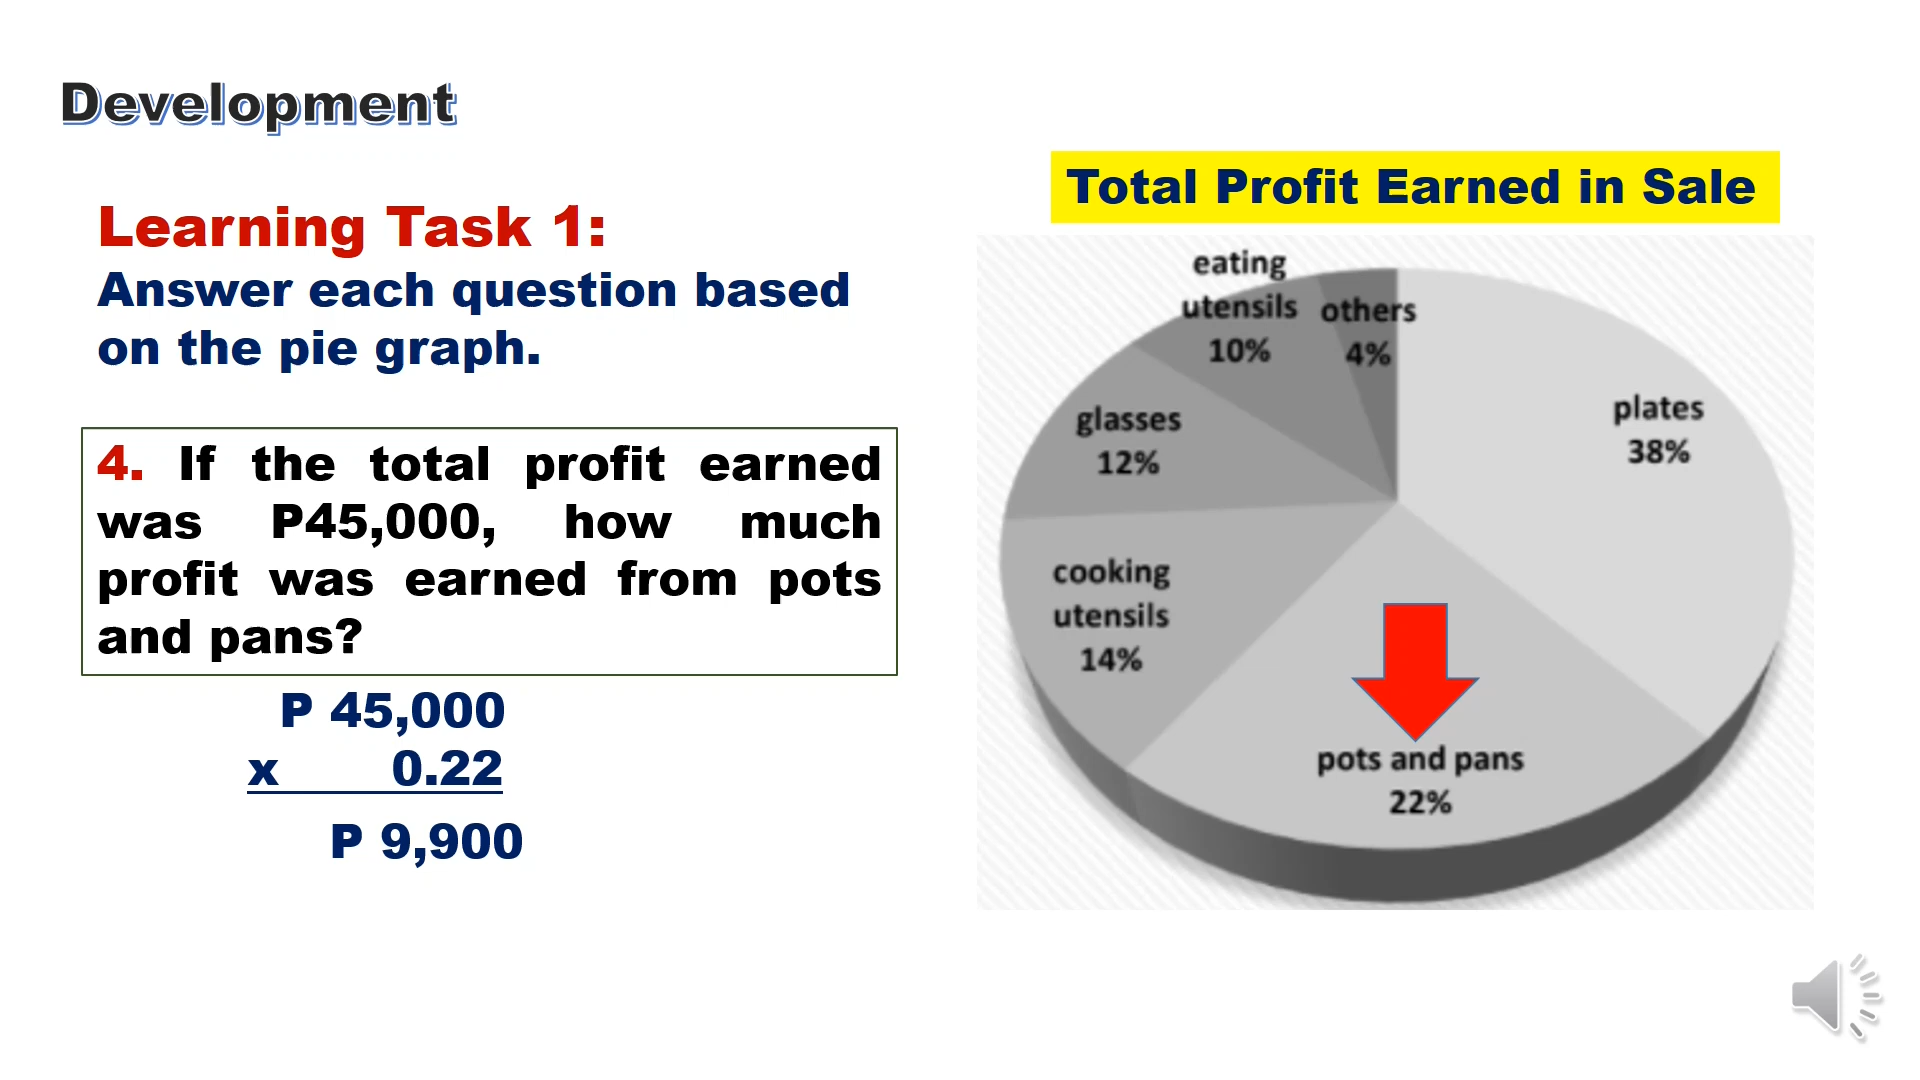 Development
Learning Task 1:
Answer each question based
on the pie graph.
4. If the total profit earned
was P45,000, how much
profit was earned from pots
and pans?
P 45,000
x 0.22
P 9,900
Total Profit Earned in Sale
eating
utensils
10%
others
4%
plates
38%
glasses
12%
cooking
utensils
14%
pots and pans
22%